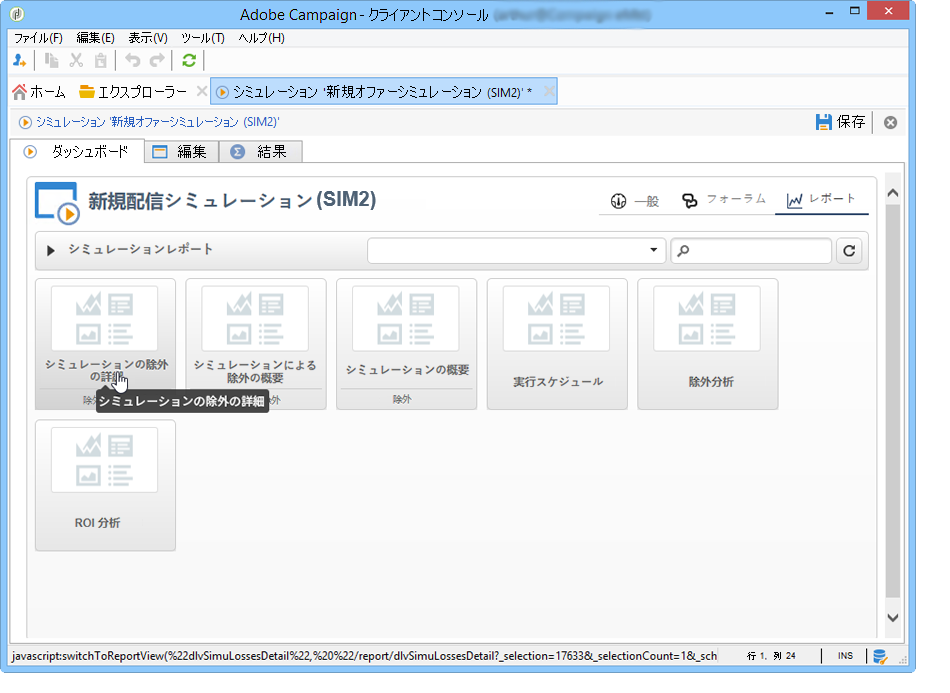 Adobe Campaign - クライアントコンソール
ファイル(F) 編集(E) 表示(V) ツール(T) ヘルプ(H)
ホーム エクスプローラー シミュレーション '新規オファーシミュレーション (SIM2)' *
シミュレーション '新規オファーシミュレーション (SIM2)' 保存
ダッシュボード 編集 結果
新規配信シミュレーション (SIM2) 一般 フォーラム レポート
シミュレーションレポート
シミュレーションの除外
の詳細
シミュレーションによる
除外の概要
シミュレーションの概要
除外
実行スケジュール
除外分析
シミュレーションの除外の詳細
ROI 分析
javascript:switchToReportView(%22dlvSimuLossesDetail%22,%20%22/report/dlvSimuLossesDetail?_selection=17633&_selectionCount=1&_sch 行 1, 列 24 INS